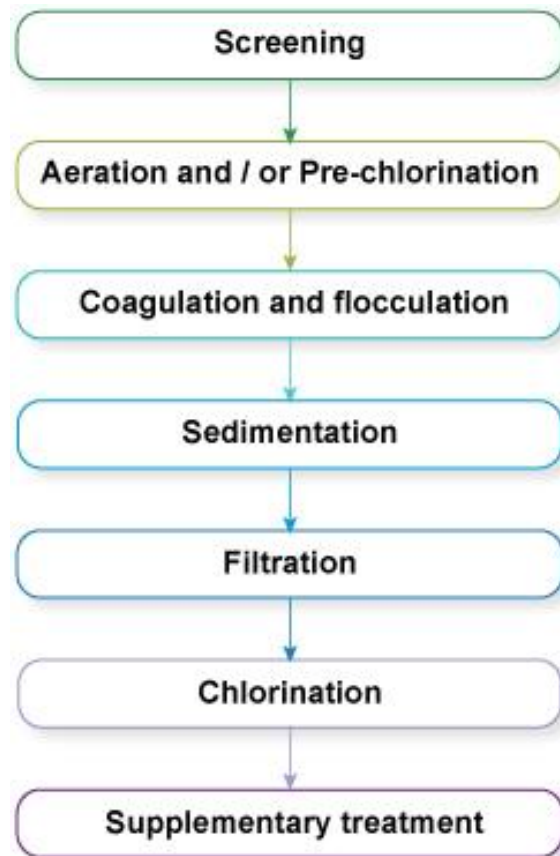 Screening
Aeration and / or Pre-chlorination
Coagulation and flocculation
Sedimentation
Filtration
Chlorination
Supplementary treatment